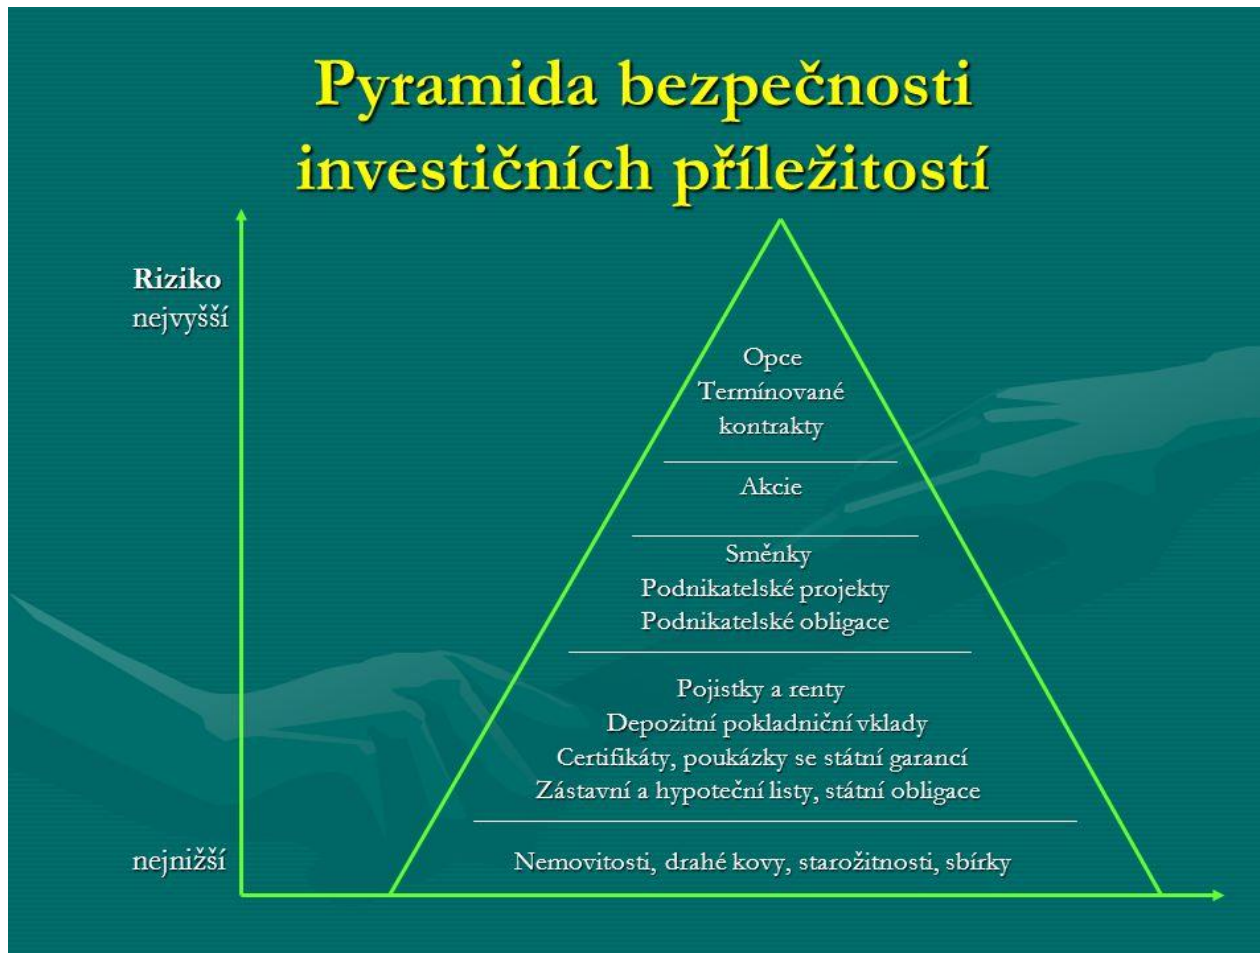 Pyramida bezpečnosti
investičních příležitostí
Riziko
nejvyšší
Opce
Termínované
kontrakty
Akcie
Směnky
Podnikatelské projekty
Podnikatelské obligace
Pojistky a renty
Depozitní pokladniční vklady
Certifikáty, poukázky se státní garancí
Zástavní a hypoteční listy, státní obligace
nejnižší
Nemovitosti, drahé kovy, starožitnosti, sbírky